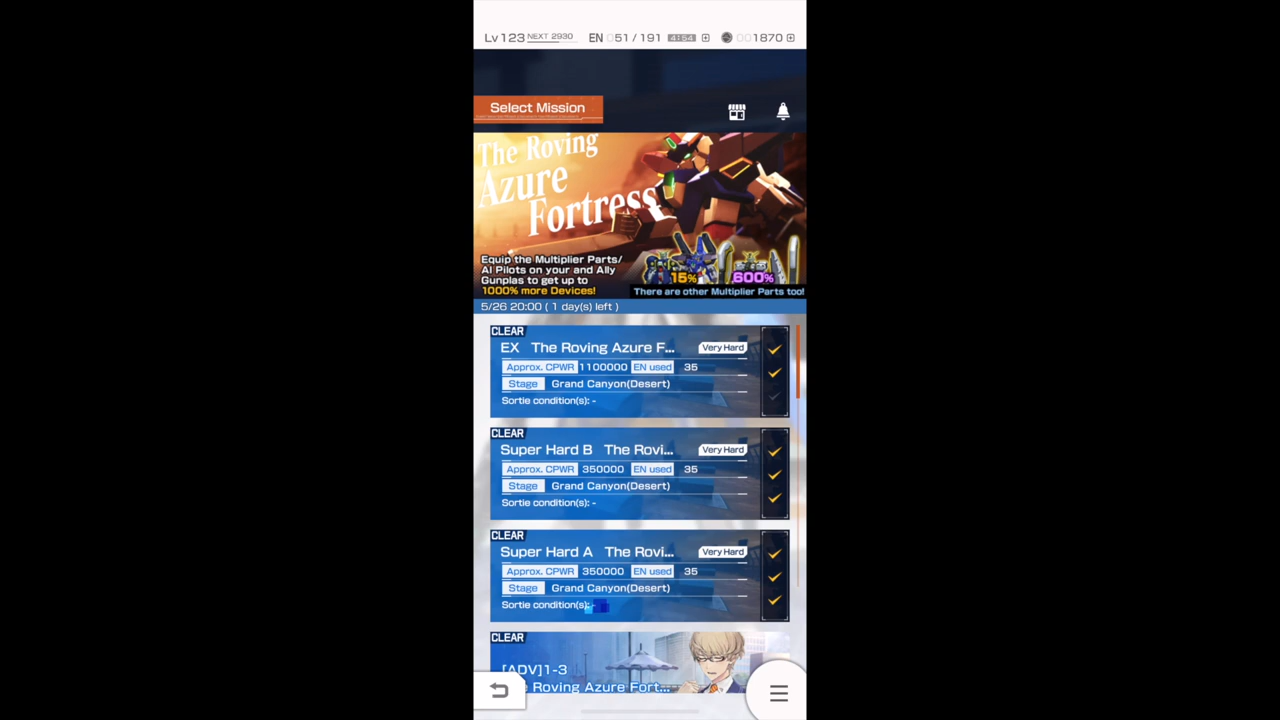 Lv 123 NEXT 2930 EN 051 / 191 4:54 001870
Select Mission
The Roving
Azure
Fortress
Equip the Multiplier Parts/
AI Pilots on your and Ally
Gunplas to get up to
1000% more Devices!
15% 600%
There are other Multiplier Parts too!
5/26 20:00 ( 1 day(s) left )
CLEAR
EX The Roving Azure F... Very Hard
Approx. CPWR 1100000 EN used 35
Stage Grand Canyon(Desert)
Sortie condition(s): -
CLEAR
Super Hard B The Rovi... Very Hard
Approx. CPWR 350000 EN used 35
Stage Grand Canyon(Desert)
Sortie condition(s): -
CLEAR
Super Hard A The Rovi... Very Hard
Approx. CPWR 350000 EN used 35
Stage Grand Canyon(Desert)
Sortie condition(s): -
CLEAR
[ADV]1-3
e Roving Azure Fort...